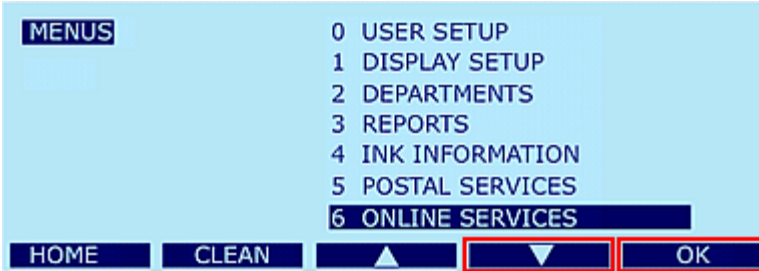 MENUS
0 USER SETUP
1 DISPLAY SETUP
2 DEPARTMENTS
3 REPORTS
4 INK INFORMATION
5 POSTAL SERVICES
6 ONLINE SERVICES
HOME CLEAN ▲ ▼ OK